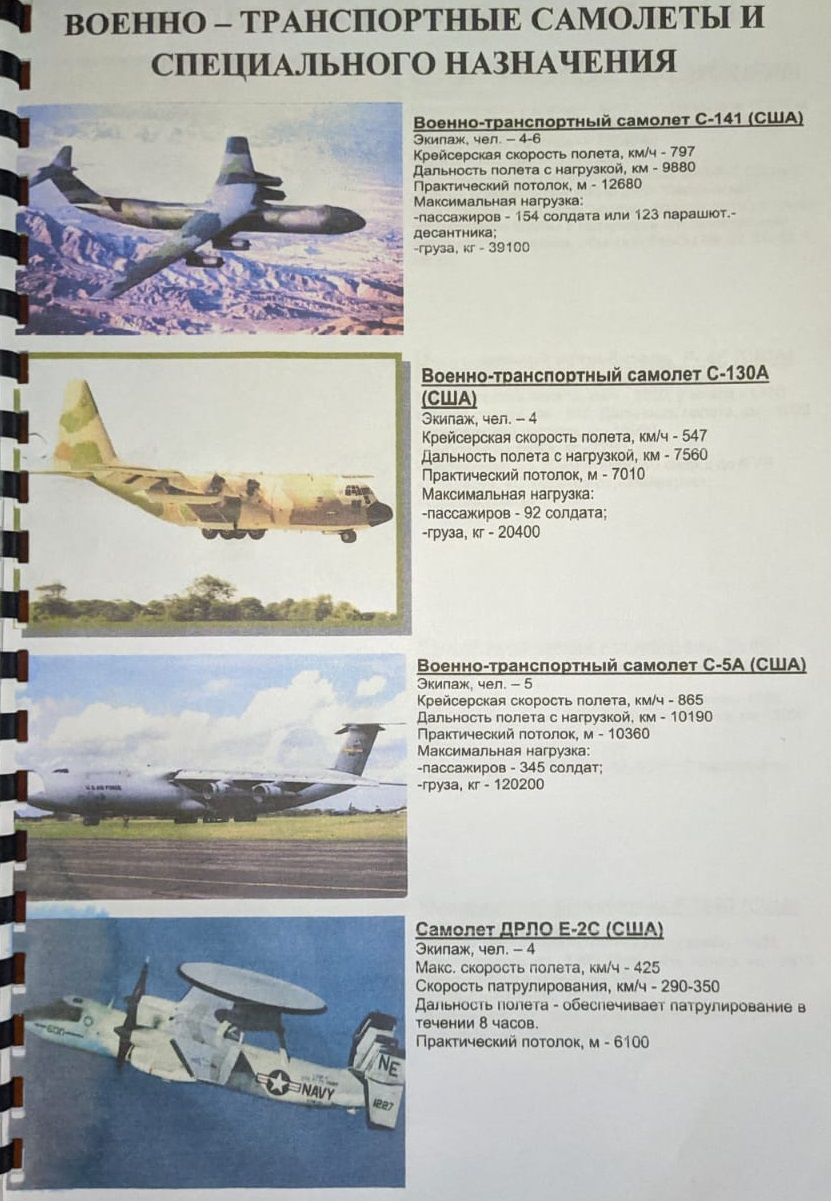 ВОЕННО – ТРАНСПОРТНЫЕ САМОЛЕТЫ И
СПЕЦИАЛЬНОГО НАЗНАЧЕНИЯ
Военно-транспортный самолет С-141 (США)
Экипаж, чел. – 4-6
Крейсерская скорость полета, км/ч - 797
Дальность полета с нагрузкой, км - 9880
Практический потолок, м - 12680
Максимальная нагрузка:
-пассажиров - 154 солдата или 123 парашют.-
десантника;
-груза, кг - 39100
Военно-транспортный самолет С-130А
(США)
Экипаж, чел. – 4
Крейсерская скорость полета, км/ч - 547
Дальность полета с нагрузкой, км - 7560
Практический потолок, м - 7010
Максимальная нагрузка:
-пассажиров - 92 солдата;
-груза, кг - 20400
Военно-транспортный самолет С-5А (США)
Экипаж, чел. – 5
Крейсерская скорость полета, км/ч - 865
Дальность полета с нагрузкой, км - 10190
Практический потолок, м - 10360
Максимальная нагрузка:
-пассажиров - 345 солдат;
-груза, кг - 120200
U.S. AIR FORCE
Самолет ДРЛО Е-2С (США)
Экипаж, чел. – 4
Макс. скорость полета, км/ч - 425
Скорость патрулирования, км/ч - 290-350
Дальность полета - обеспечивает патрулирование в
течении 8 часов.
Практический потолок, м - 6100
NE
NAVY
1227